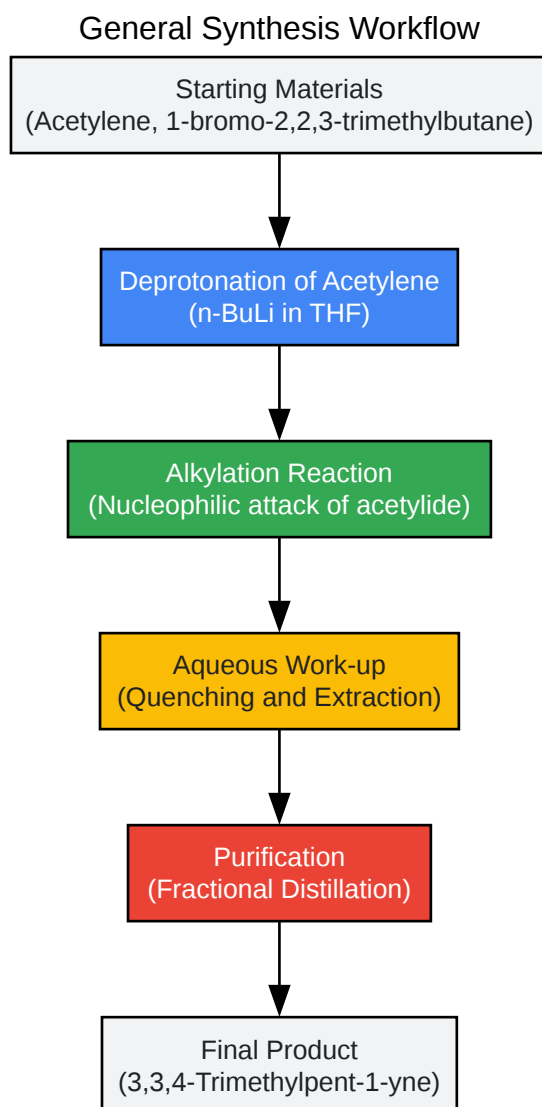 General Synthesis Workflow
Starting Materials
(Acetylene, 1-bromo-2,2,3-trimethylbutane)
Deprotonation of Acetylene
(n-BuLi in THF)
Alkylation Reaction
(Nucleophilic attack of acetylide)
Aqueous Work-up
(Quenching and Extraction)
Purification
(Fractional Distillation)
Final Product
(3,3,4-Trimethylpent-1-yne)